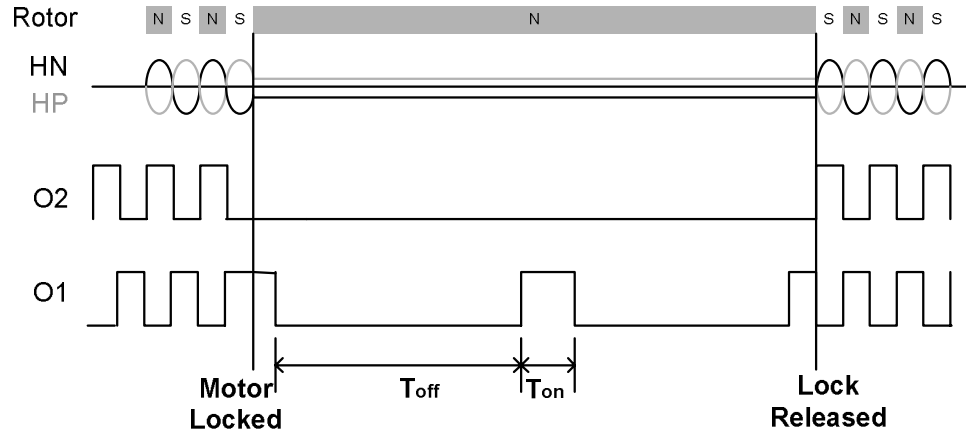 Rotor N S N S N S N S N S
HN
HP
O2
O1
Toff Ton
Motor
Locked
Lock
Released